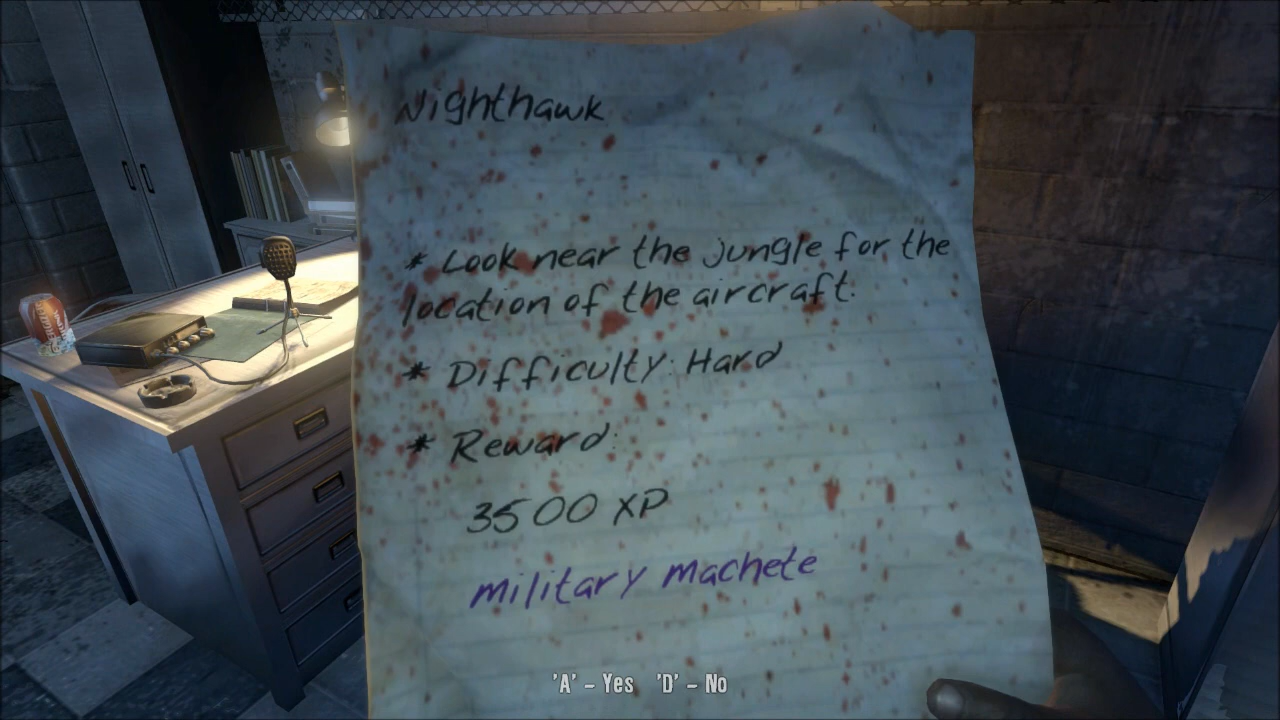 Nighthawk
* Look near the jungle for the
location of the aircraft.
* Difficulty: Hard
* Reward:
3500 XP
military machete
'A' - Yes 'D' - No